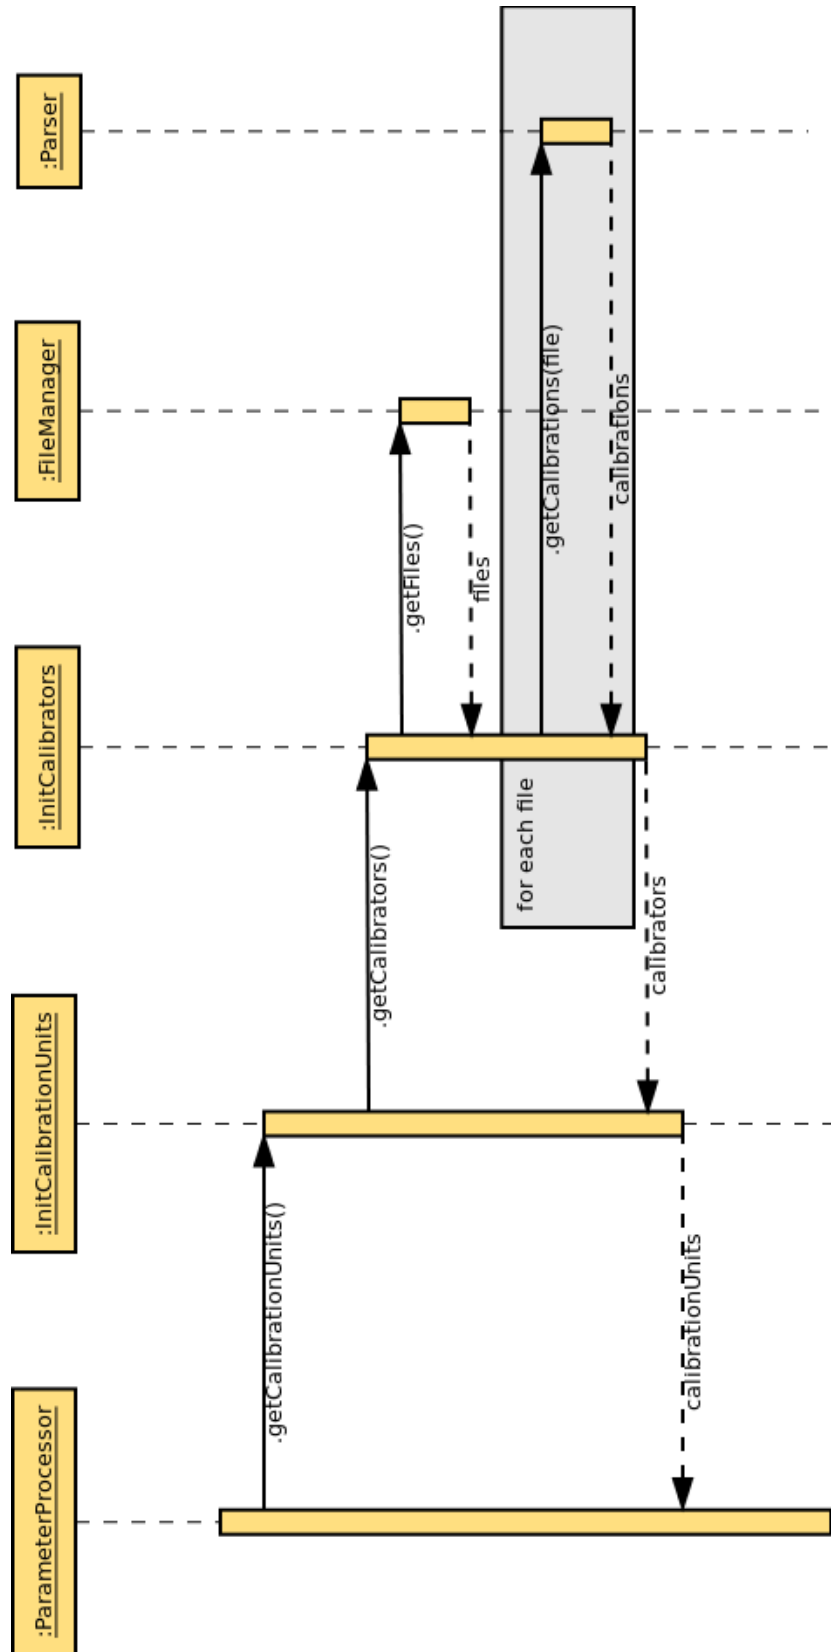 :ParameterProcessor
:InitCalibrationUnits
:InitCalibrators
:FileManager
:Parser
.getCalibrationUnits()
.getCalibrators()
.getFiles()
files
for each file
.getCalibrations(file)
calibrations
calibrators
calibrationUnits